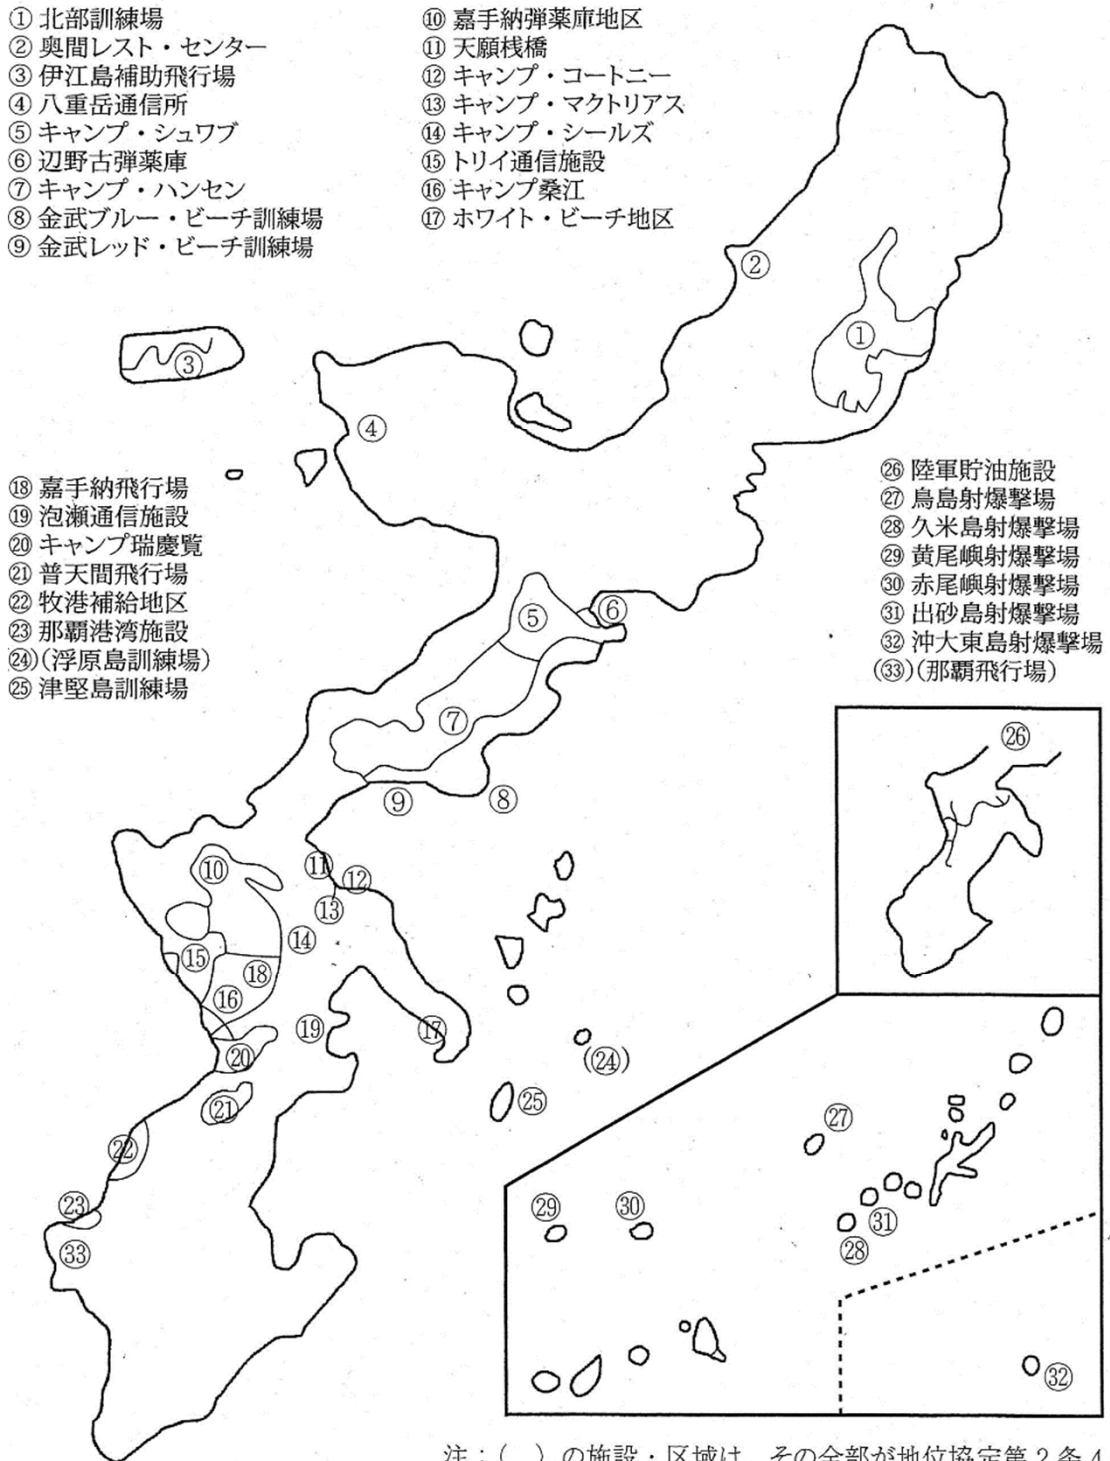 ① 北部訓練場
② 奥間レスト・センター
③ 伊江島補助飛行場
④ 八重岳通信所
⑤ キャンプ・シュワブ
⑥ 辺野古弾薬庫
⑦ キャンプ・ハンセン
⑧ 金武ブルー・ビーチ訓練場
⑨ 金武レッド・ビーチ訓練場
⑩ 嘉手納弾薬庫地区
⑪ 天願桟橋
⑫ キャンプ・コートニー
⑬ キャンプ・マクトリアス
⑭ キャンプ・シールズ
⑮ トリイ通信施設
⑯ キャンプ桑江
⑰ ホワイト・ビーチ地区
②
①
③
④
⑱ 嘉手納飛行場
⑲ 泡瀬通信施設
⑳ キャンプ瑞慶覧
㉑ 普天間飛行場
㉒ 牧港補給地区
㉓ 那覇港湾施設
㉔)(浮原島訓練場)
㉕ 津堅島訓練場
㉖ 陸軍貯油施設
㉗ 鳥島射爆撃場
㉘ 久米島射爆撃場
㉙ 黄尾嶼射爆撃場
㉚ 赤尾嶼射爆撃場
㉛ 出砂島射爆撃場
㉜ 沖大東島射爆撃場
(㉝)(那覇飛行場)
⑤
⑥
⑦
⑨
⑧
㉖
⑩
⑪
⑫
⑬
⑭
⑮
⑱
⑯
⑲
⑰
⑳
(㉔)
㉑
㉕
㉒
㉓
㉝
㉗
㉙
㉚
㉛
㉘
㉜
注：( ) の施設・区域は、その全部が地位協定第2条4